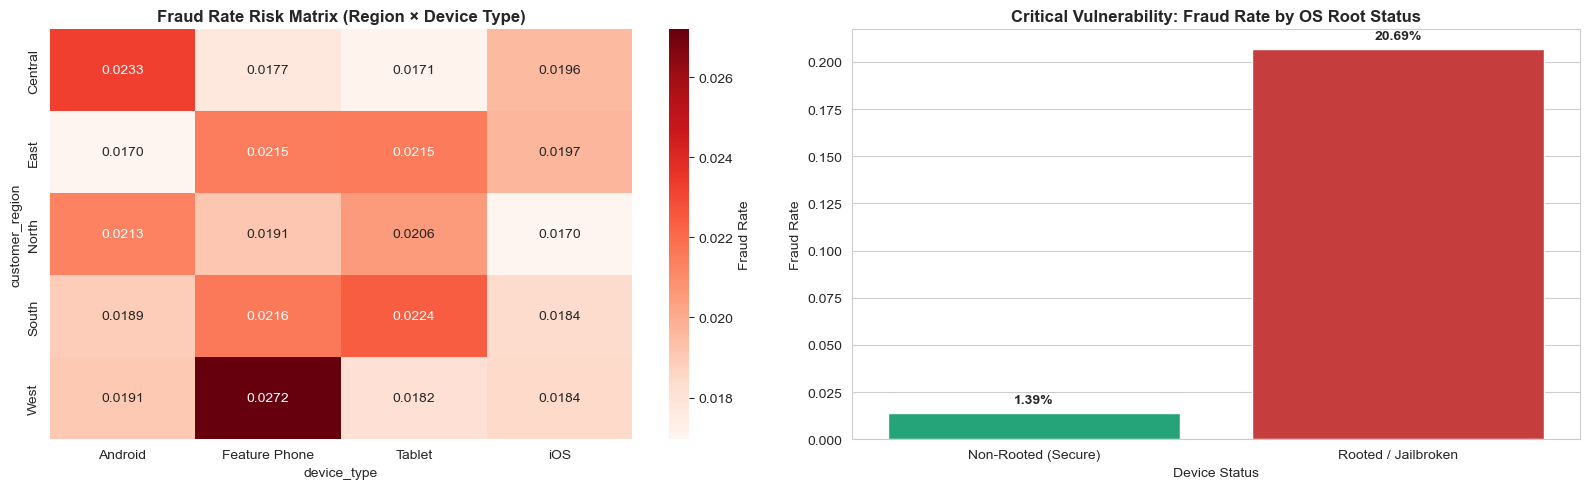 Fraud Rate Risk Matrix (Region × Device Type)
customer_region
Central
0.0233 0.0177 0.0171 0.0196
East
0.0170 0.0215 0.0215 0.0197
North
0.0213 0.0191 0.0206 0.0170
South
0.0189 0.0216 0.0224 0.0184
West
0.0191 0.0272 0.0182 0.0184
Android Feature Phone Tablet iOS
device_type
0.026
0.024
0.022
0.020
0.018
Fraud Rate
Critical Vulnerability: Fraud Rate by OS Root Status
Fraud Rate
0.200
0.175
0.150
0.125
0.100
0.075
0.050
0.025
0.000
1.39%
20.69%
Non-Rooted (Secure) Rooted / Jailbroken
Device Status